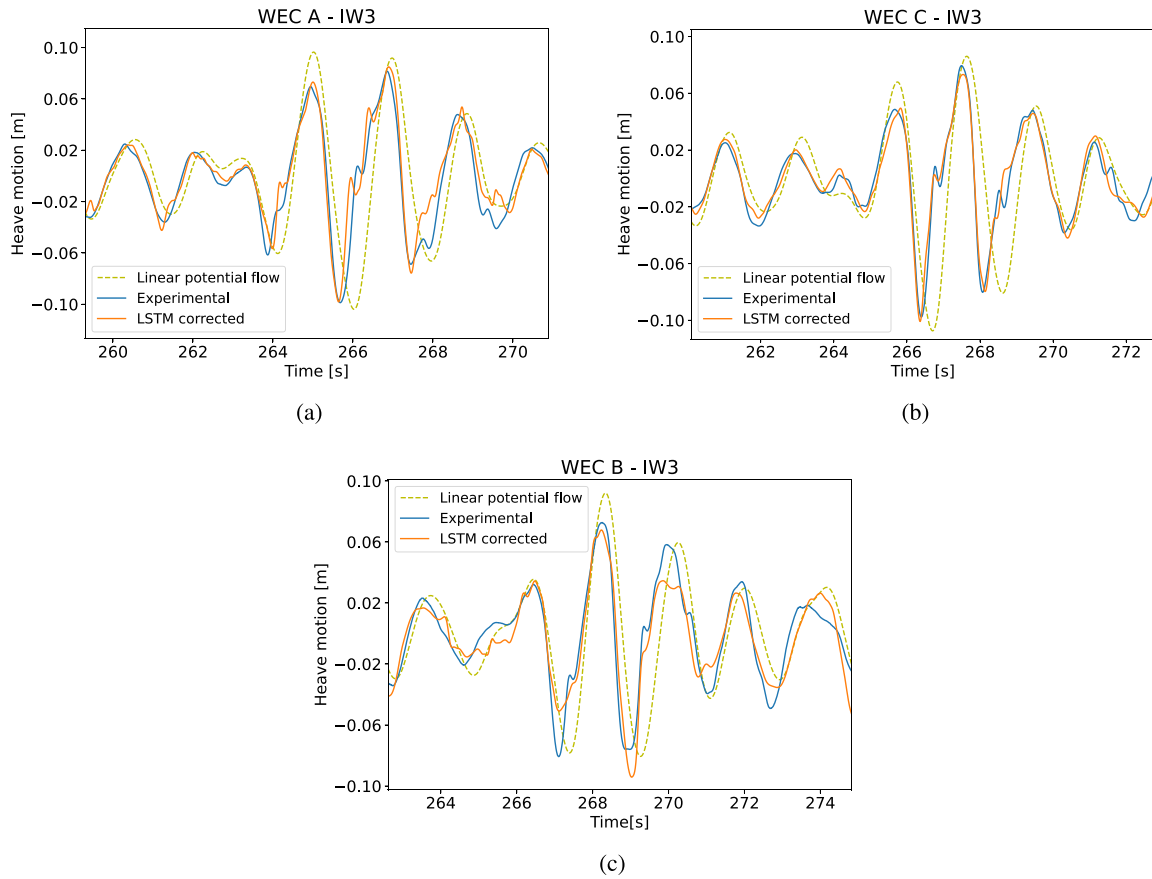 WEC A - IW3
Heave motion [m]
0.10
0.06
0.02
−0.02
−0.06
−0.10
Linear potential flow
Experimental
LSTM corrected
260 262 264 266 268 270
Time [s]
(a)
WEC C - IW3
Heave motion [m]
0.10
0.06
0.02
−0.02
−0.06
−0.10
Linear potential flow
Experimental
LSTM corrected
262 264 266 268 270 272
Time [s]
(b)
WEC B - IW3
Heave motion [m]
0.10
0.06
0.02
−0.02
−0.06
−0.10
Linear potential flow
Experimental
LSTM corrected
264 266 268 270 272 274
Time[s]
(c)